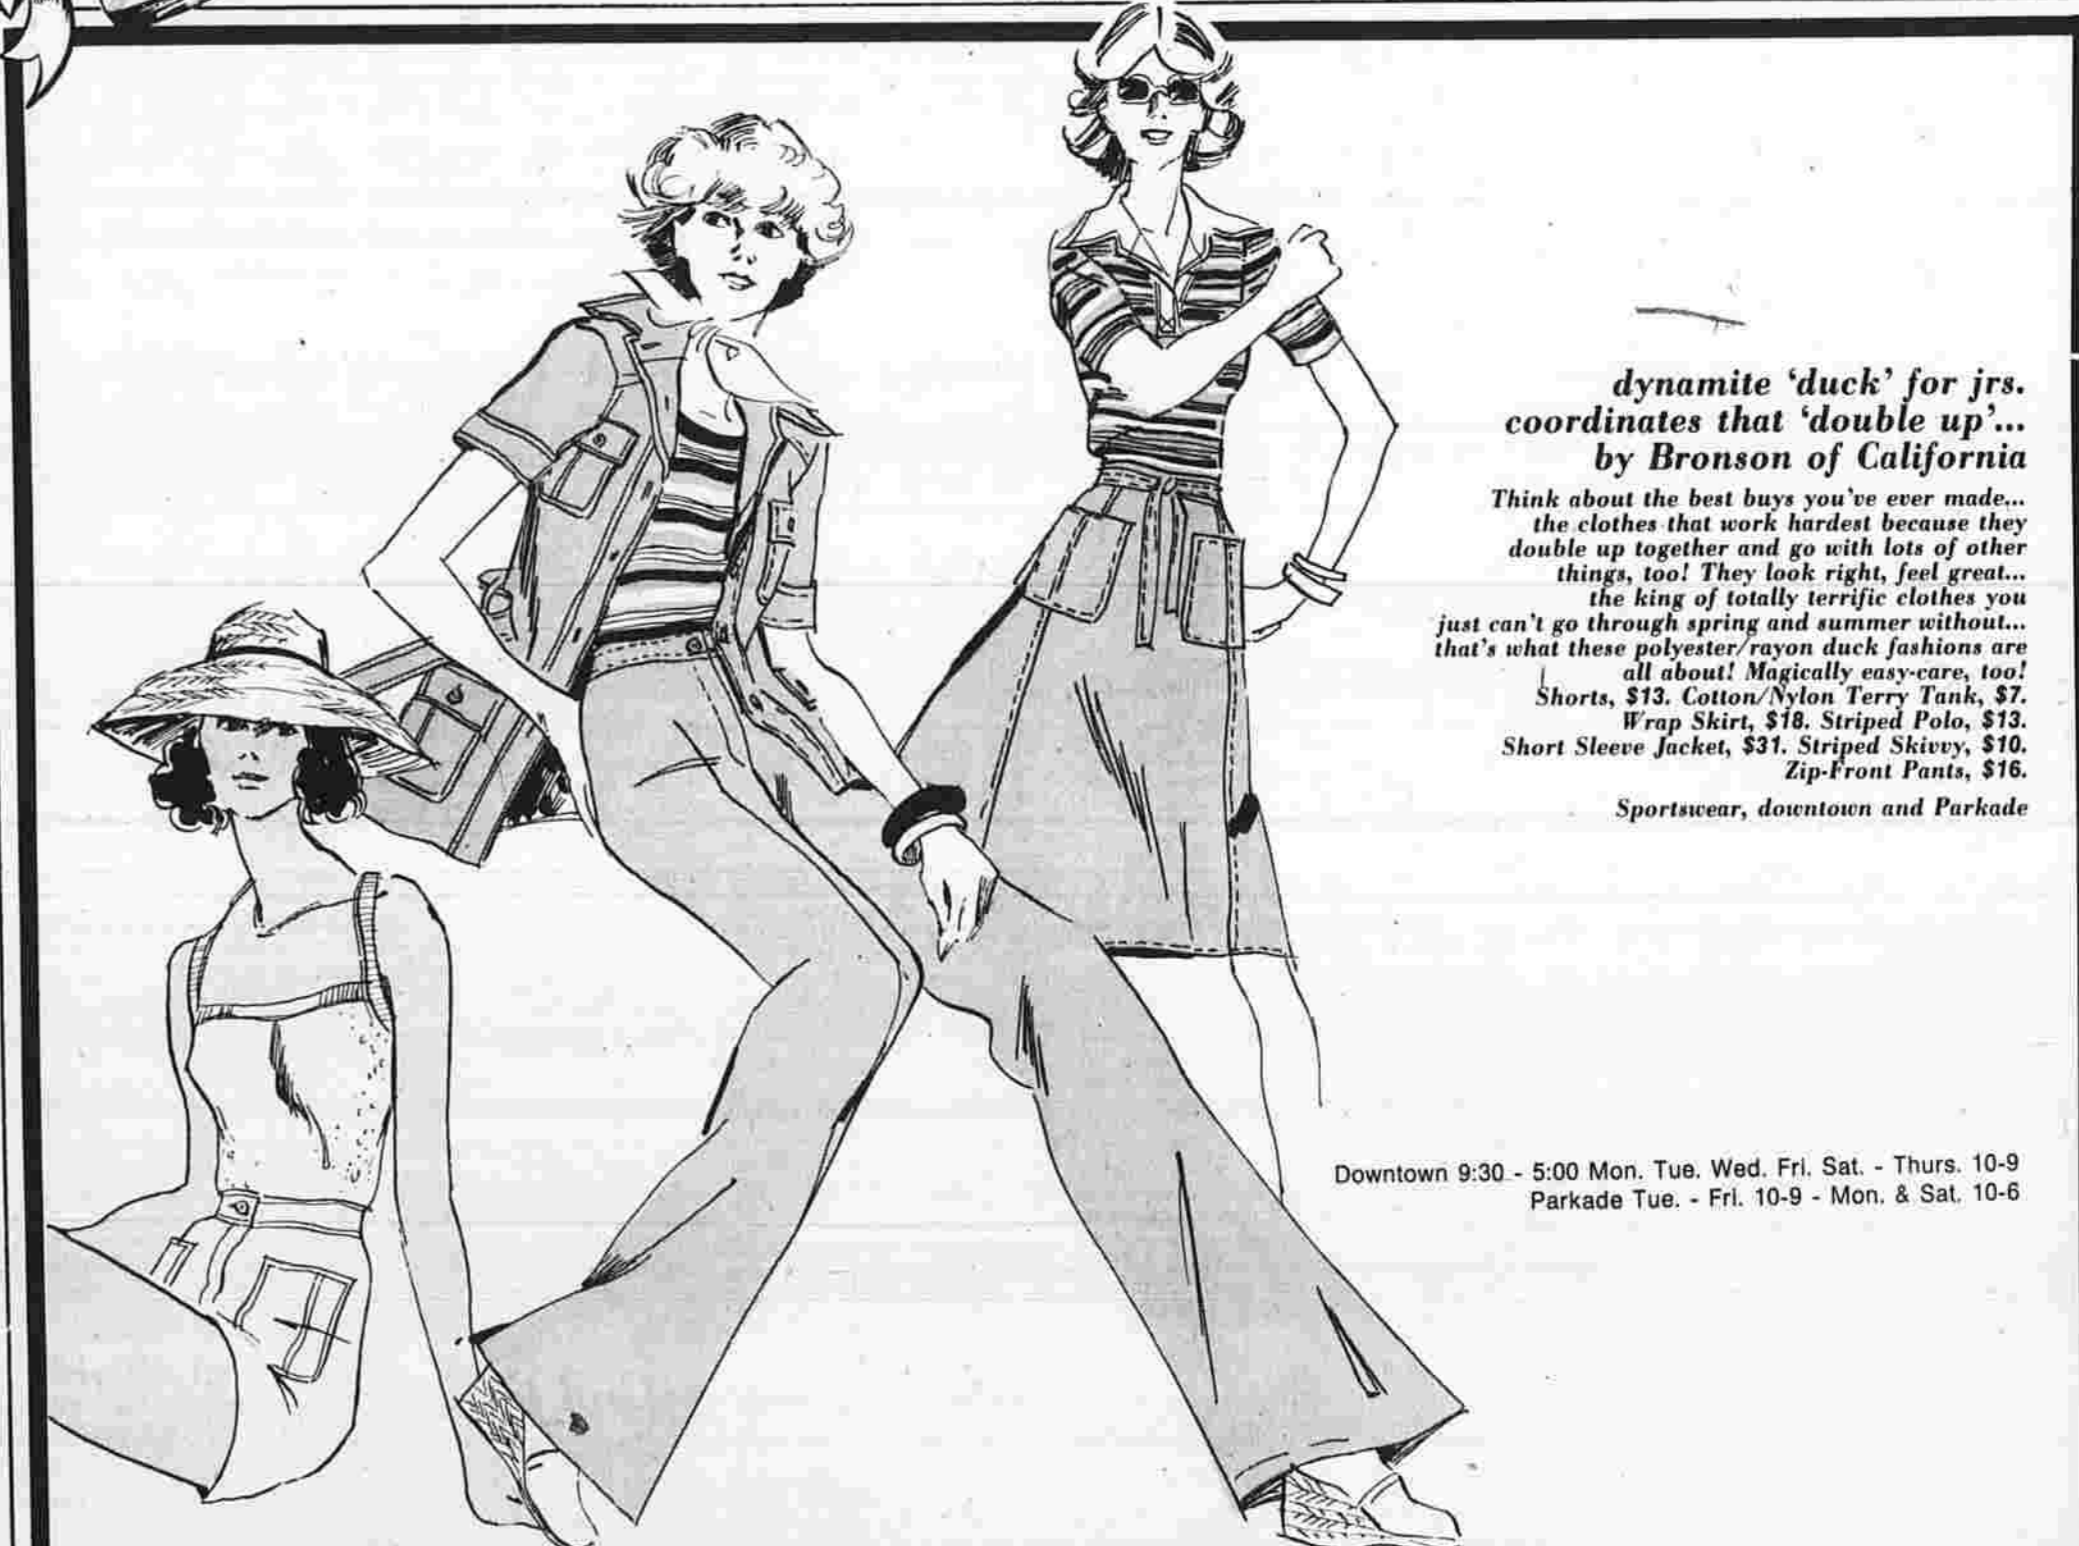 dynamite ‘duck’ for jrs.
coordinates that ‘double up’...
by Bronson of California
Think about the best buys you've ever made...
the clothes that work hardest because they
double up together and go with lots of other
things, too! They look right, feel great...
the king of totally terrific clothes you
just can't go through spring and summer without...
that's what these polyester/rayon duck fashions are
all about! Magically easy-care, too!
Shorts, $13. Cotton/Nylon Terry Tank, $7.
Wrap Skirt, $18. Striped Polo, $13.
Short Sleeve Jacket, $31. Striped Skivvy, $10.
Zip-Front Pants, $16.
Sportswear, downtown and Parkade
Downtown 9:30 - 5:00 Mon. Tue. Wed. Fri. Sat. - Thurs. 10-9
Parkade Tue. - Fri. 10-9 - Mon. & Sat. 10-6